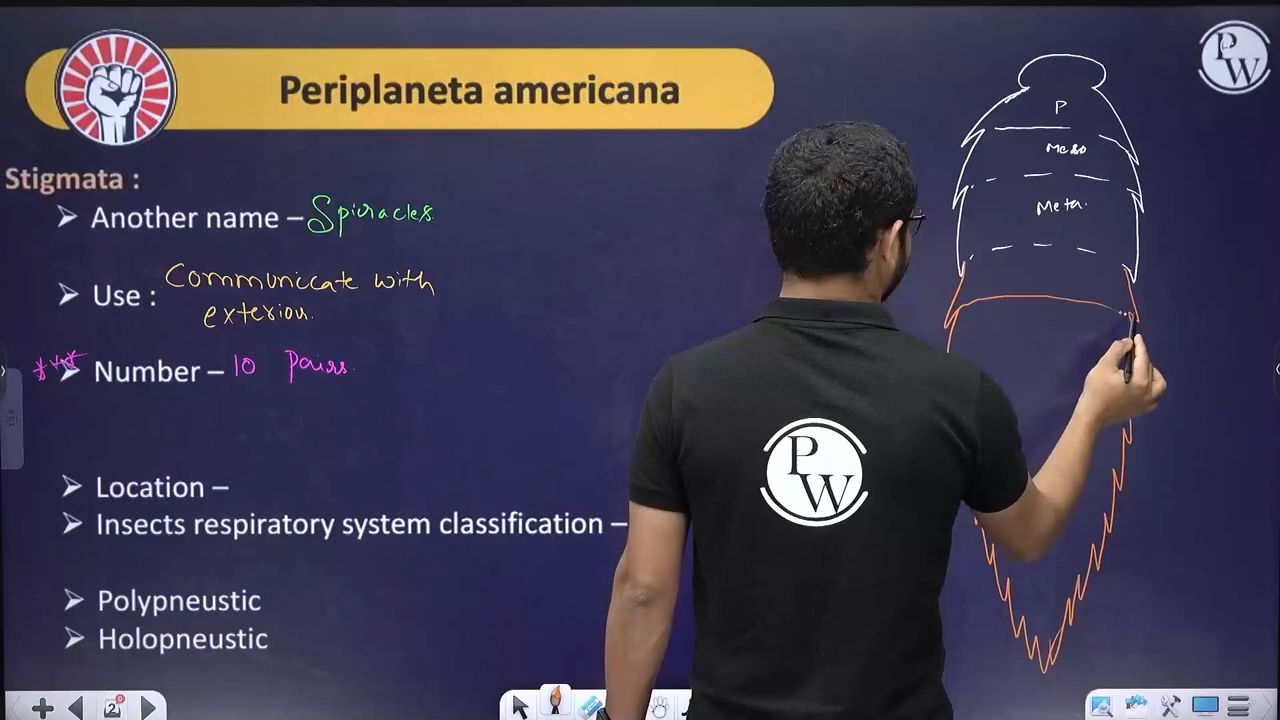 Periplaneta americana
PW
Stigmata :
Another name – Spiracles
Use : Communicate with
exterior.
Number – 10 Pairs.
Location –
Insects respiratory system classification –
Polypneustic
Holopneustic
P
Meso
Meta.
PW
2